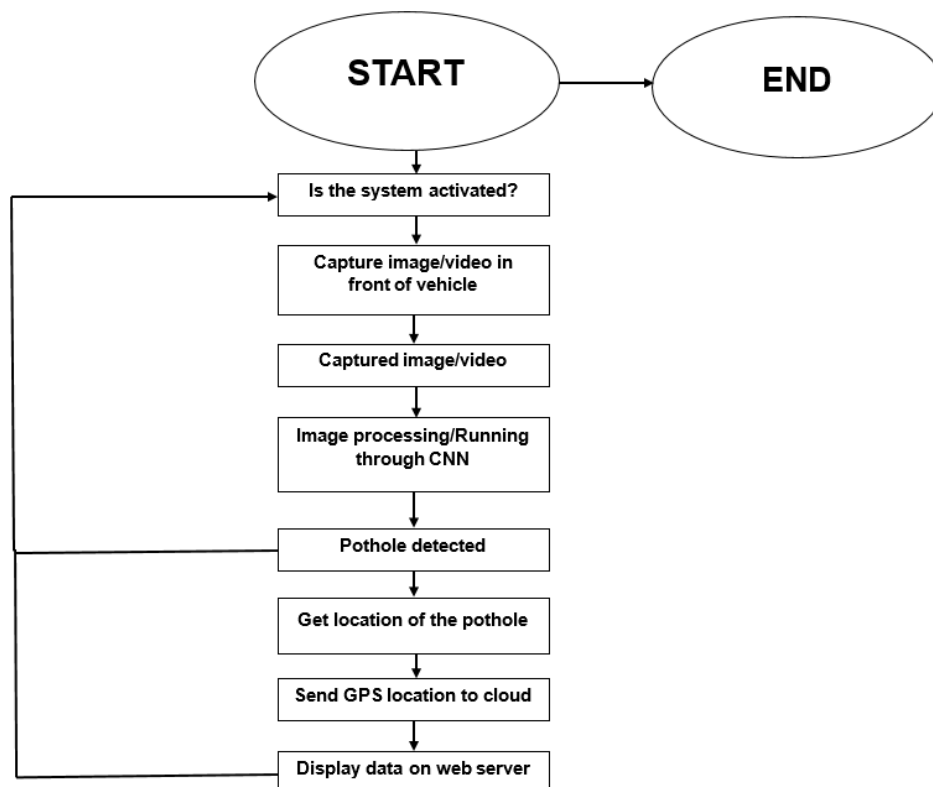 START
END
Is the system activated?
Capture image/video in
front of vehicle
Captured image/video
Image processing/Running
through CNN
Pothole detected
Get location of the pothole
Send GPS location to cloud
Display data on web server